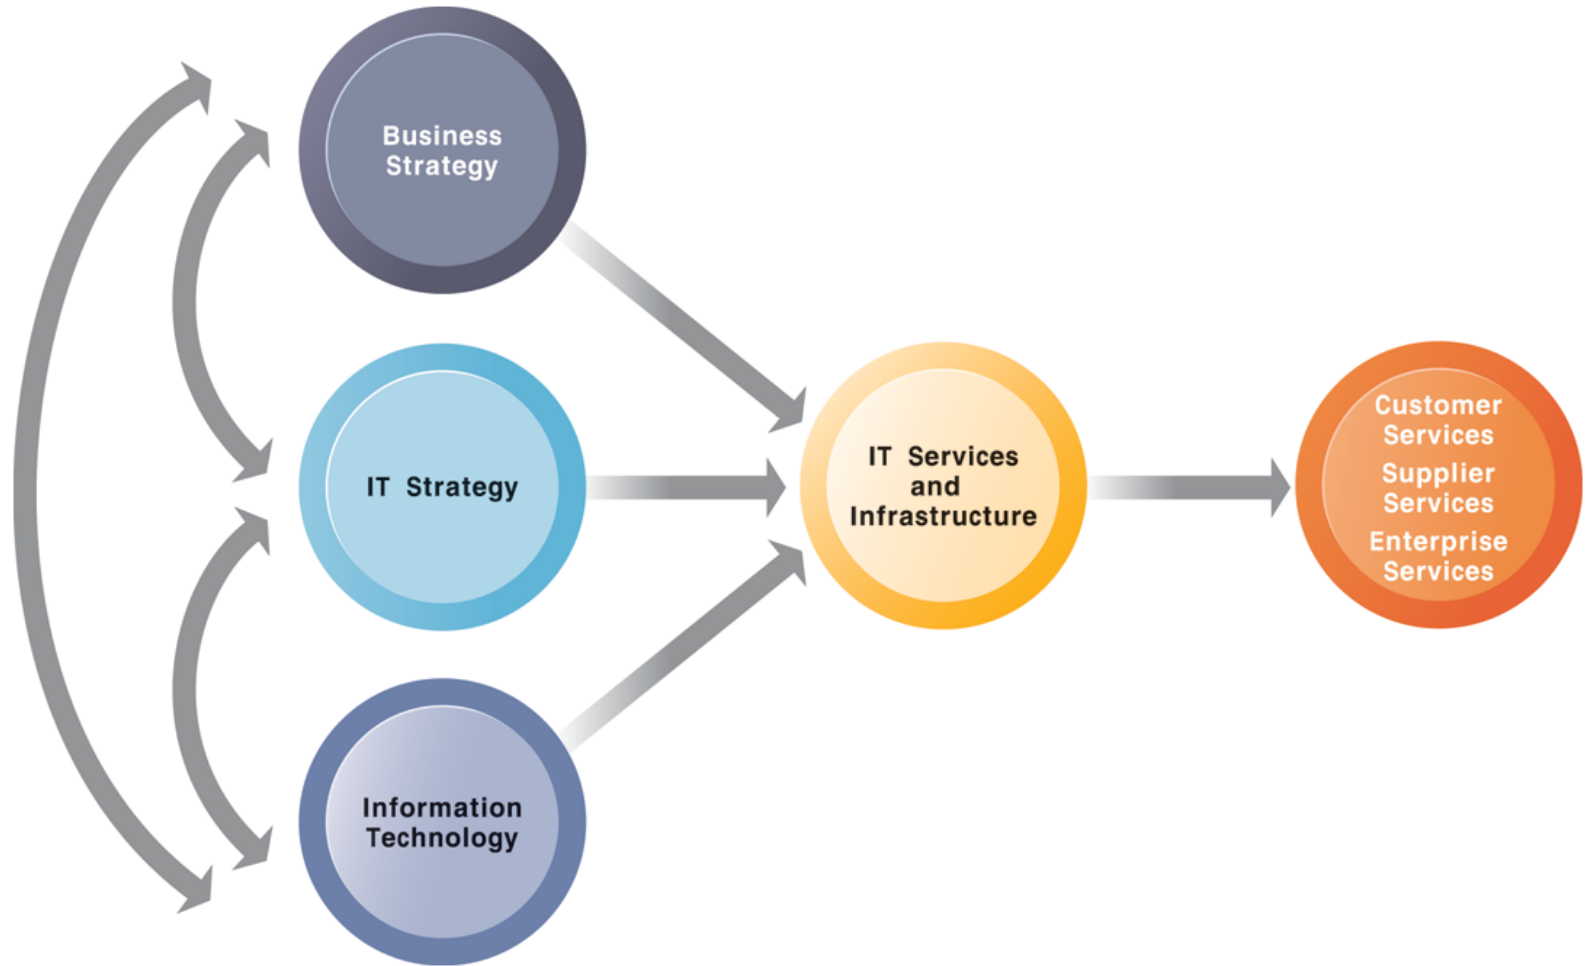 Business
Strategy
IT Strategy
Information
Technology
IT Services
and
Infrastructure
Customer
Services
Supplier
Services
Enterprise
Services